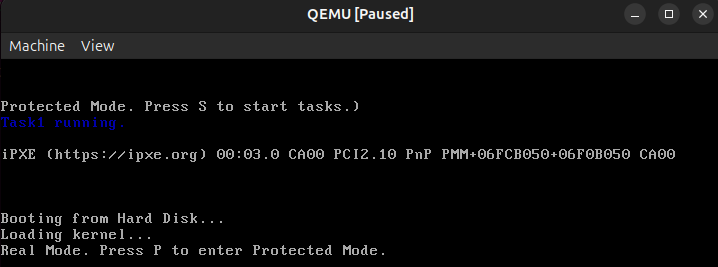 QEMU [Paused]
Machine View
Protected Mode. Press S to start tasks.)
Task1 running.
iPXE (https://ipxe.org) 00:03.0 CA00 PCI2.10 PnP PMM+06FCB050+06F0B050 CA00
Booting from Hard Disk...
Loading kernel...
Real Mode. Press P to enter Protected Mode.